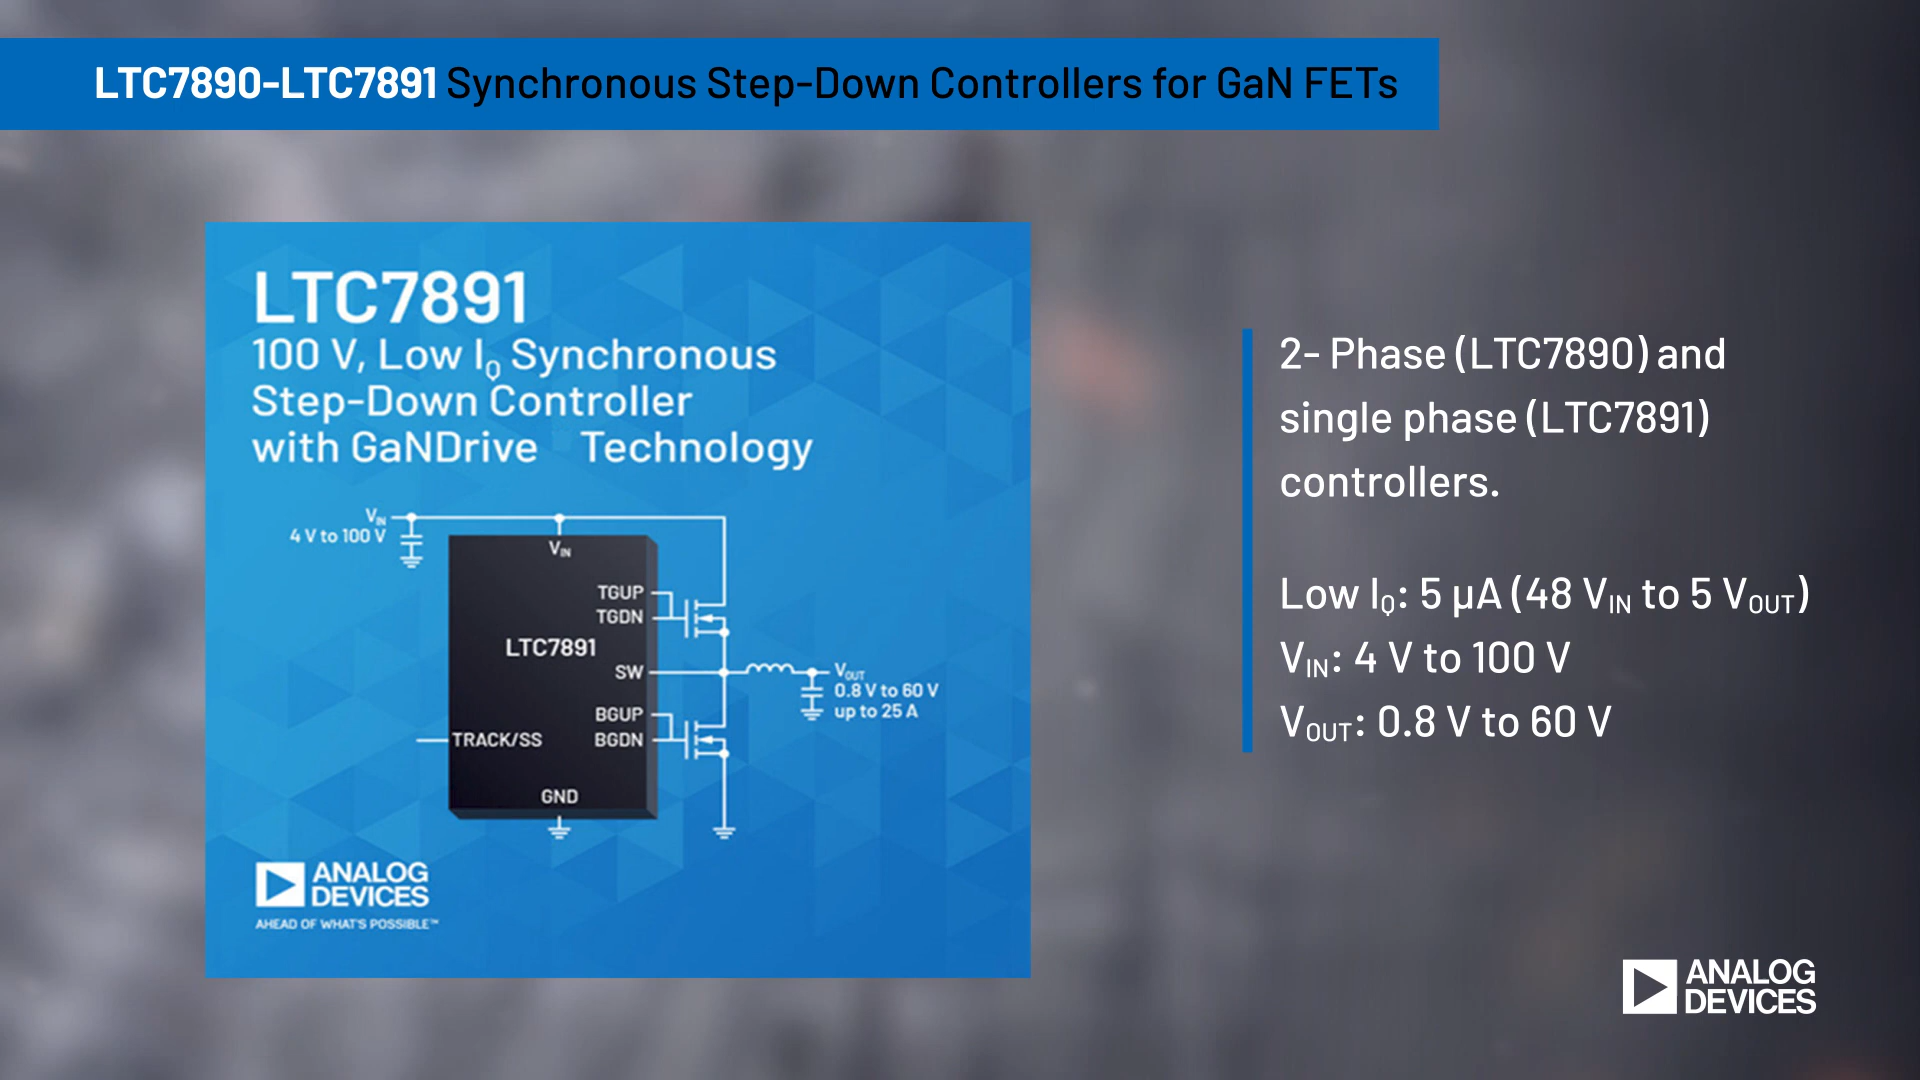 LTC7890-LTC7891 Synchronous Step-Down Controllers for GaN FETs
LTC7891
100 V, Low IQ Synchronous
Step-Down Controller
with GaNDrive Technology
VIN
4 V to 100 V
VIN
TGUP
TGDN
LTC7891
SW
VOUT
0.8 V to 60 V
up to 25 A
BGUP
TRACK/SS
BGDN
GND
ANALOG
DEVICES
AHEAD OF WHAT'S POSSIBLE™
2- Phase (LTC7890) and
single phase (LTC7891)
controllers.
Low IQ: 5 µA (48 VIN to 5 VOUT)
VIN: 4 V to 100 V
VOUT: 0.8 V to 60 V
ANALOG
DEVICES